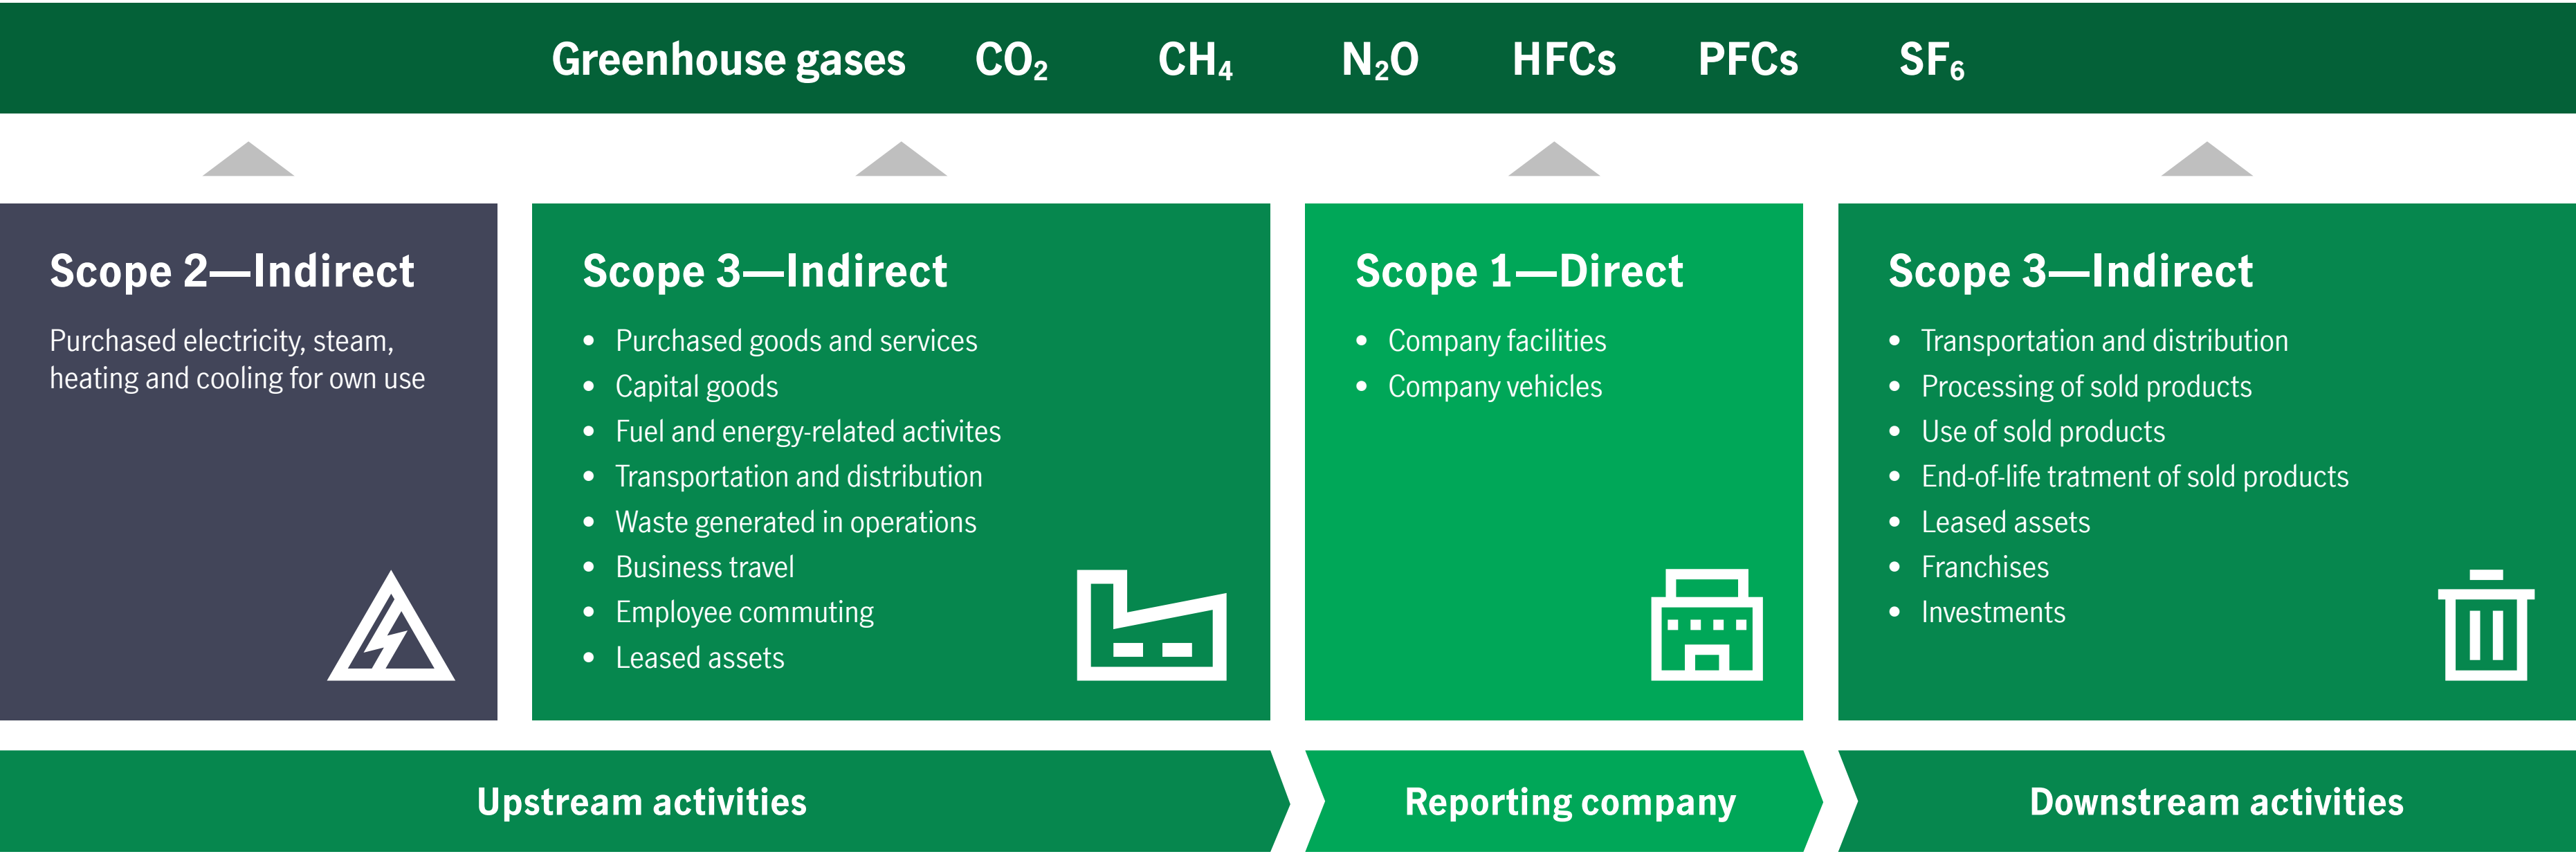 Greenhouse gases CO₂ CH₄ N₂O HFCs PFCs SF₆
Scope 2—Indirect
Purchased electricity, steam,
heating and cooling for own use
Scope 3—Indirect
• Purchased goods and services
• Capital goods
• Fuel and energy-related activites
• Transportation and distribution
• Waste generated in operations
• Business travel
• Employee commuting
• Leased assets
Scope 1—Direct
• Company facilities
• Company vehicles
Scope 3—Indirect
• Transportation and distribution
• Processing of sold products
• Use of sold products
• End-of-life tratment of sold products
• Leased assets
• Franchises
• Investments
Upstream activities
Reporting company
Downstream activities